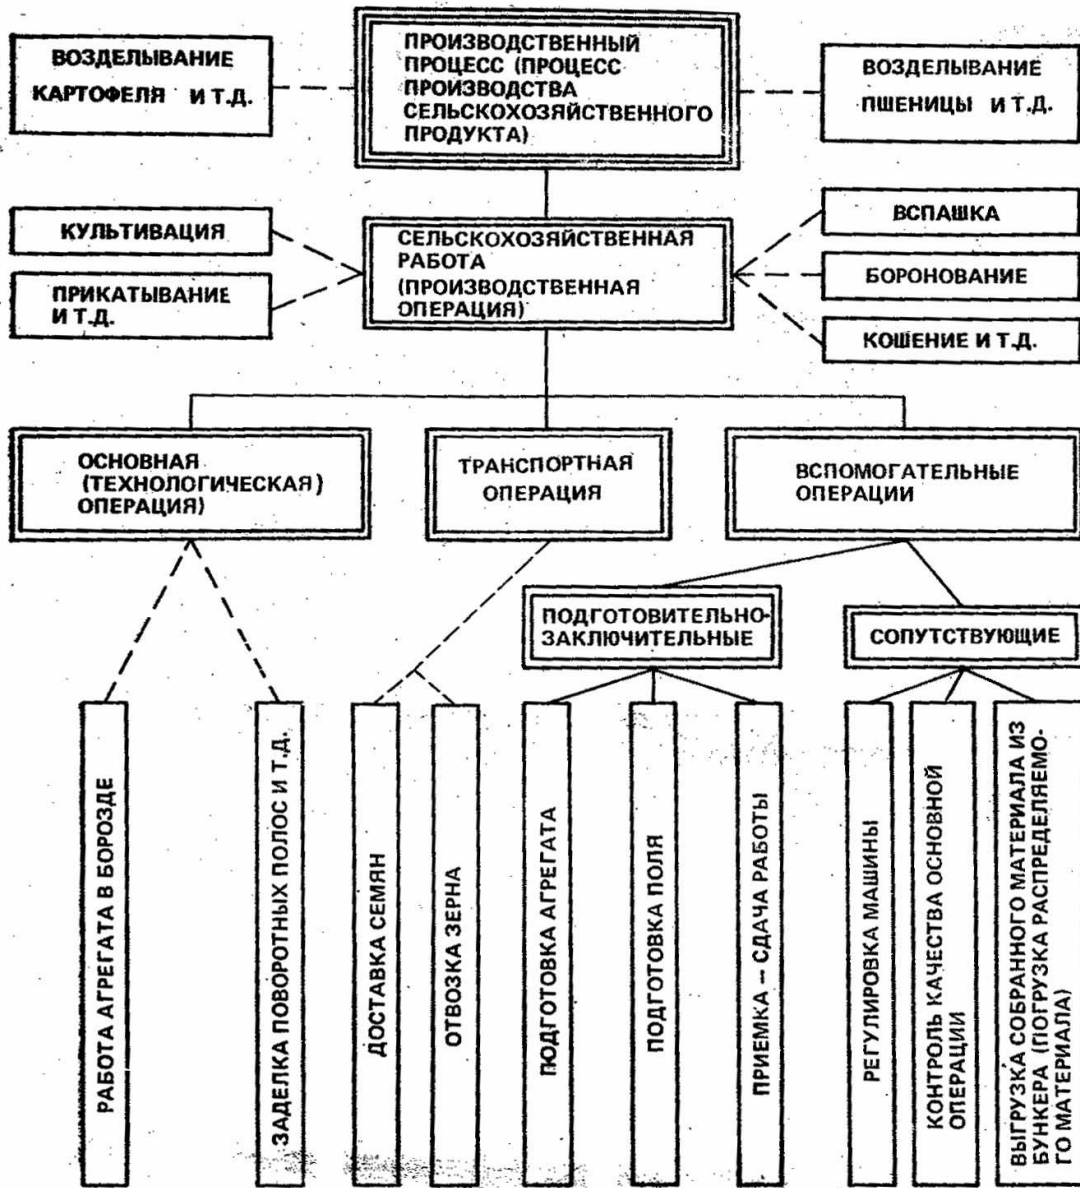 ВОЗДЕЛЫВАНИЕ
КАРТОФЕЛЯ И Т.Д.
ПРОИЗВОДСТВЕННЫЙ
ПРОЦЕСС (ПРОЦЕСС
ПРОИЗВОДСТВА
СЕЛЬСКОХОЗЯЙСТВЕННОГО
ПРОДУКТА)
ВОЗДЕЛЫВАНИЕ
ПШЕНИЦЫ И Т.Д.
КУЛЬТИВАЦИЯ
ПРИКАТЫВАНИЕ
И Т.Д.
СЕЛЬСКОХОЗЯЙСТВЕННАЯ
РАБОТА
(ПРОИЗВОДСТВЕННАЯ
ОПЕРАЦИЯ)
ВСПАШКА
БОРОНОВАНИЕ
КОШЕНИЕ И Т.Д.
ОСНОВНАЯ
(ТЕХНОЛОГИЧЕСКАЯ)
ОПЕРАЦИЯ)
ТРАНСПОРТНАЯ
ОПЕРАЦИЯ
ВСПОМОГАТЕЛЬНЫЕ
ОПЕРАЦИИ
ПОДГОТОВИТЕЛЬНО-
ЗАКЛЮЧИТЕЛЬНЫЕ
СОПУТСТВУЮЩИЕ
РАБОТА АГРЕГАТА В БОРОЗДЕ
ЗАДЕЛКА ПОВОРОТНЫХ ПОЛОС И Т.Д.
ДОСТАВКА СЕМЯН
ОТВОЗКА ЗЕРНА
ПОДГОТОВКА АГРЕГАТА
ПОДГОТОВКА ПОЛЯ
ПРИЕМКА — СДАЧА РАБОТЫ
РЕГУЛИРОВКА МАШИНЫ
КОНТРОЛЬ КАЧЕСТВА ОСНОВНОЙ
ОПЕРАЦИИ
ВЫГРУЗКА СОБРАННОГО МАТЕРИАЛА ИЗ
БУНКЕРА (ПОГРУЗКА РАСПРЕДЕЛЯЕМО-
ГО МАТЕРИАЛА)